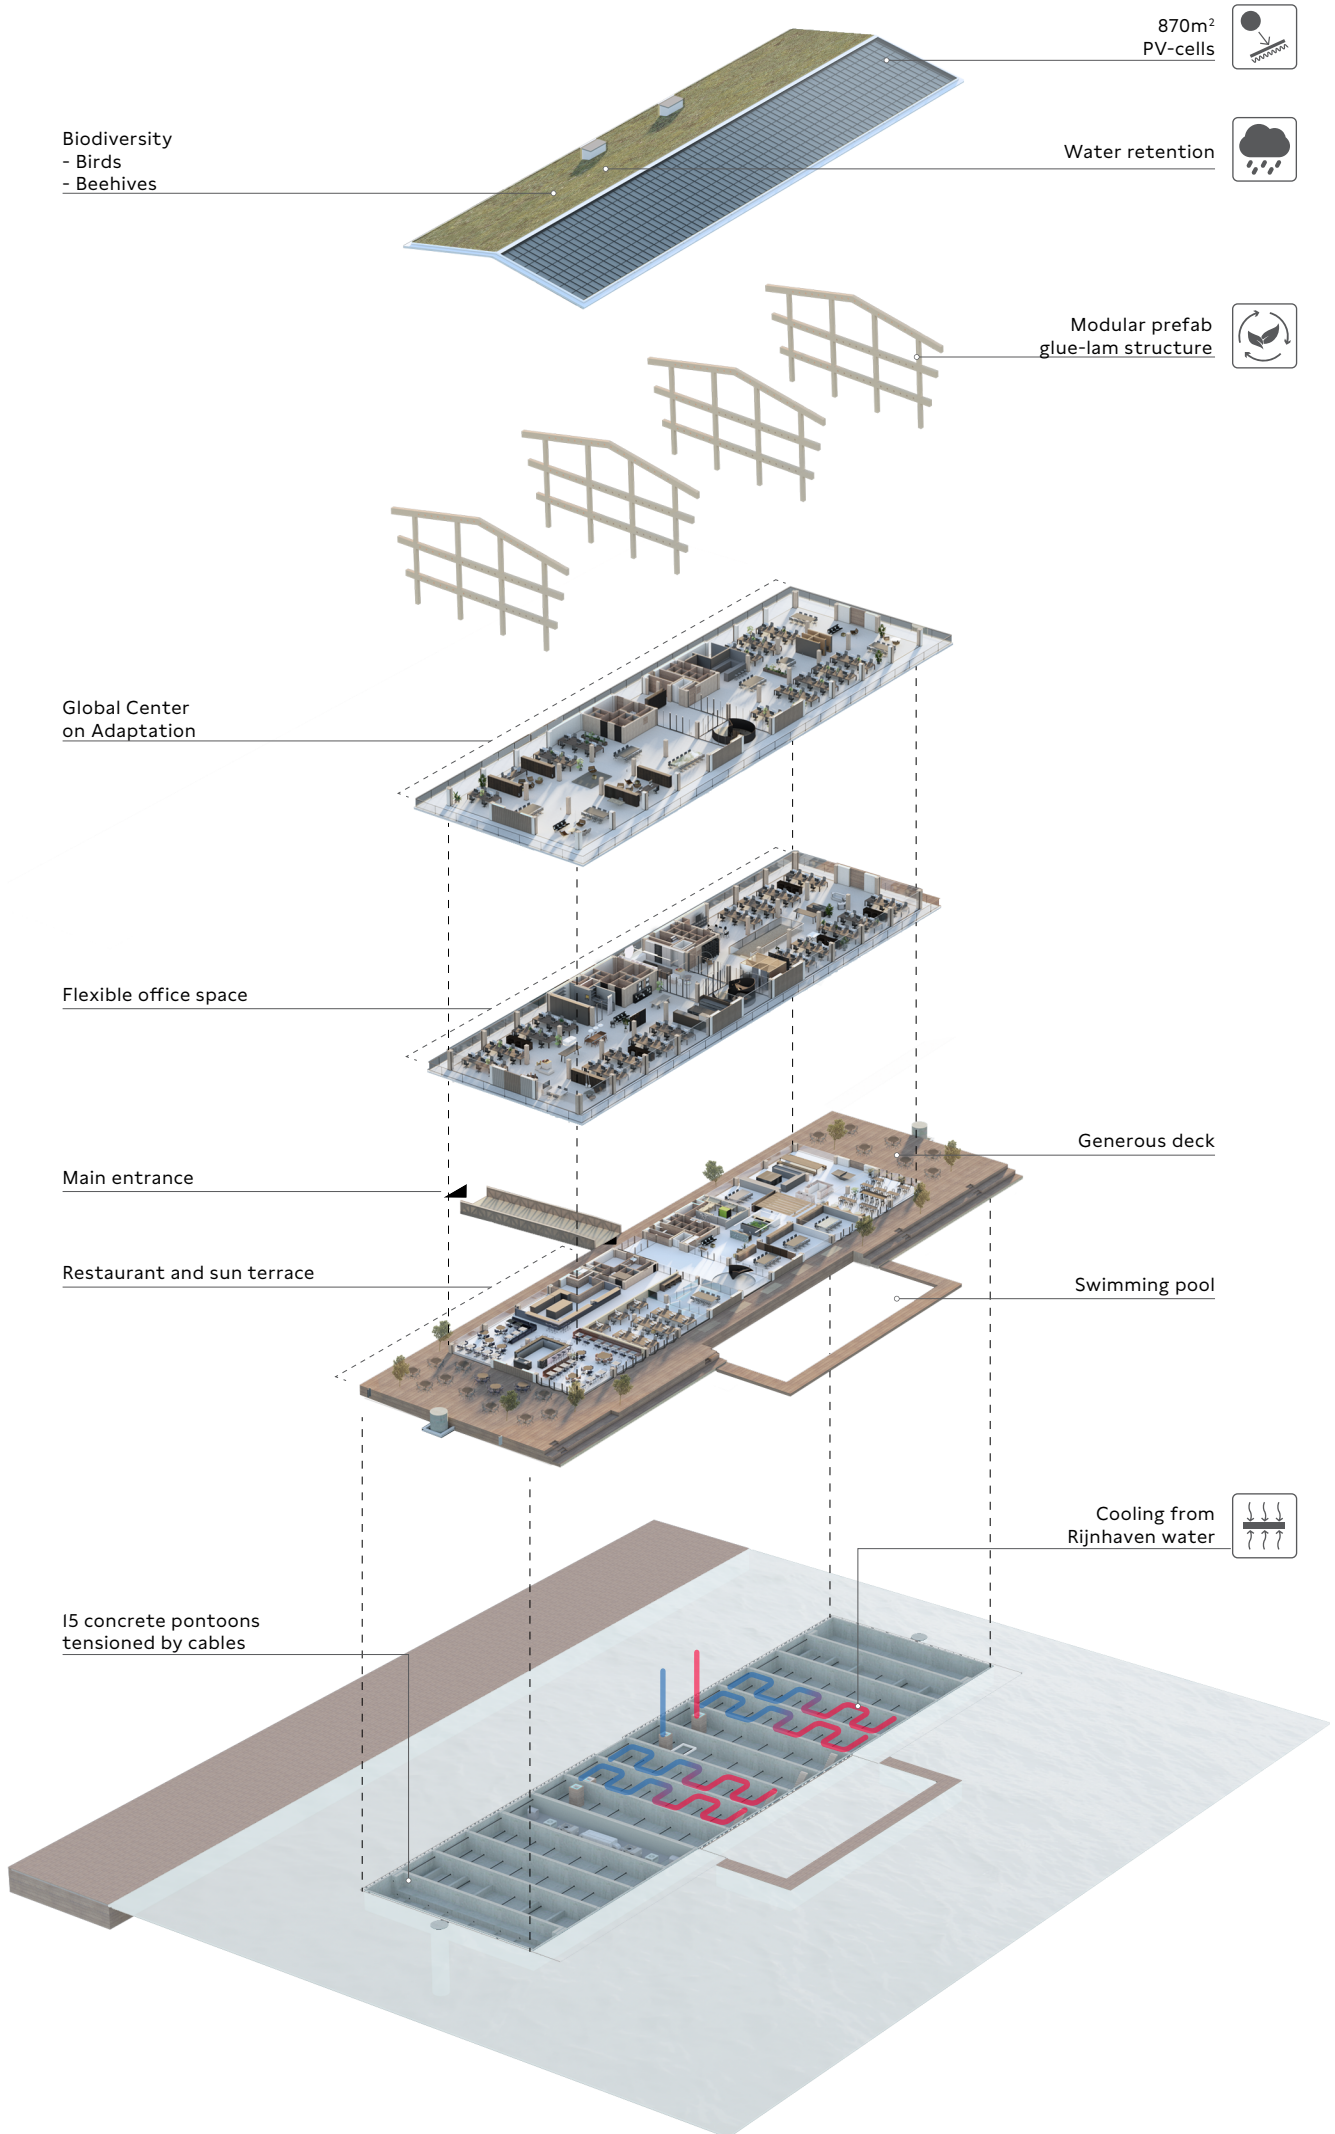 870m²
PV-cells
Biodiversity
- Birds
- Beehives
Water retention
Modular prefab
glue-lam structure
Global Center
on Adaptation
Flexible office space
Generous deck
Main entrance
Restaurant and sun terrace
Swimming pool
Cooling from
Rijnhaven water
15 concrete pontoons
tensioned by cables